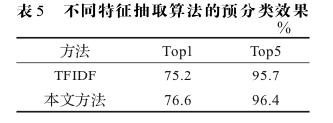 表 5 不同特征抽取算法的预分类效果
%
方法 Top1 Top5
TFIDF 75.2 95.7
本文方法 76.6 96.4